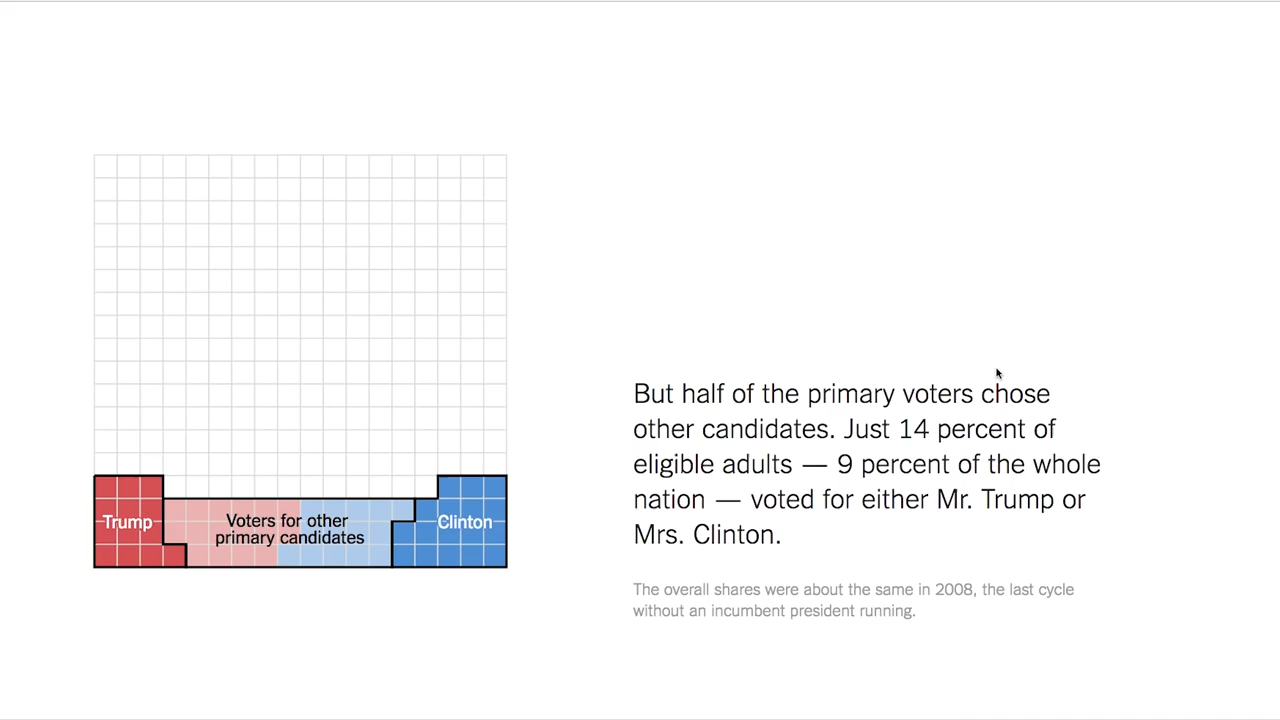 Trump
Voters for other
primary candidates
Clinton
But half of the primary voters chose
other candidates. Just 14 percent of
eligible adults — 9 percent of the whole
nation — voted for either Mr. Trump or
Mrs. Clinton.
The overall shares were about the same in 2008, the last cycle
without an incumbent president running.